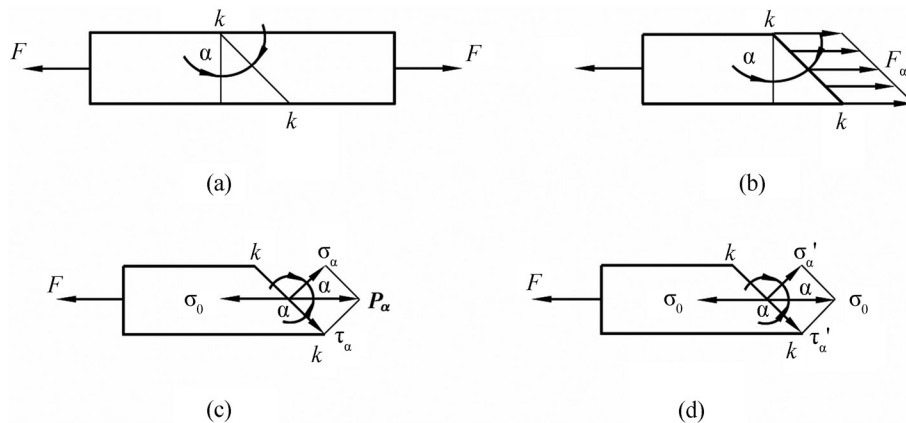 k k
F α F α F_α
k k
(a) (b)
k σ_α k σ_α'
F σ_0 α α P_α F σ_0 α α σ_0
k τ_α k τ_α'
(c) (d)